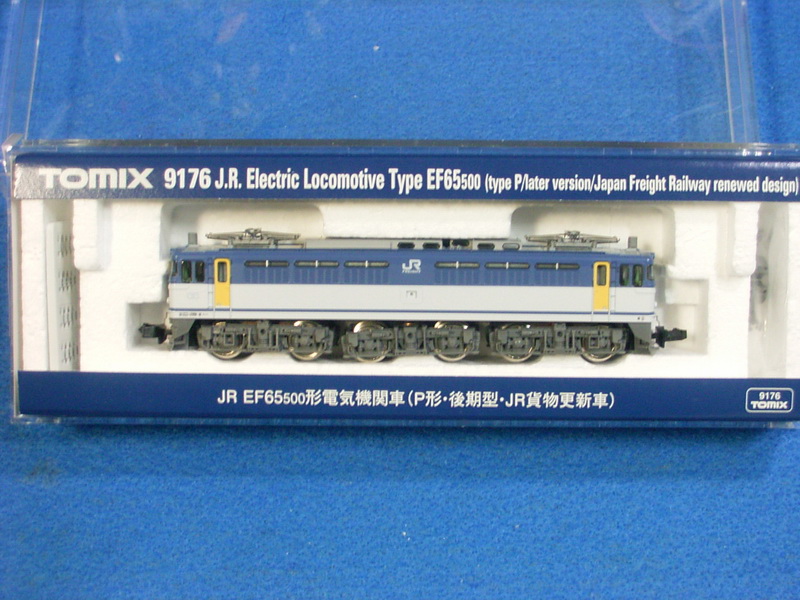 TOMIX 9176 J.R. Electric Locomotive Type EF65500 (type P/later version/Japan Freight Railway renewed design)
JR
JR EF65500形電気機関車(P形・後期型・JR貨物更新車)
9176
TOMIX